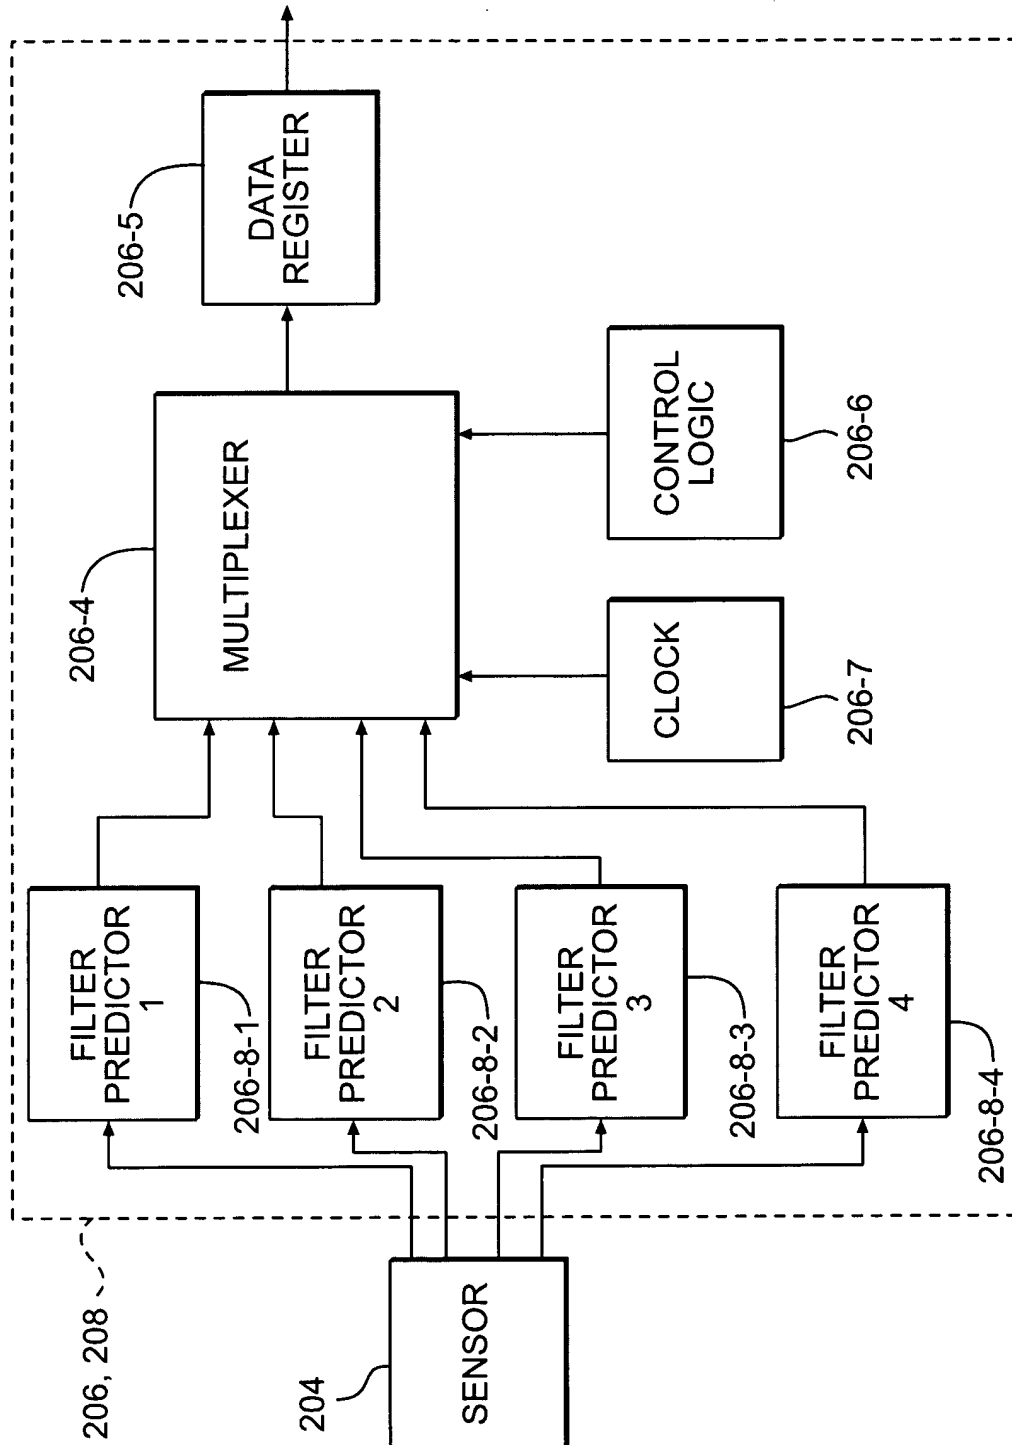 206, 208
204
SENSOR
FILTER
PREDICTOR
1
206-8-1
FILTER
PREDICTOR
2
206-8-2
FILTER
PREDICTOR
3
206-8-3
FILTER
PREDICTOR
4
206-8-4
206-4
MULTIPLEXER
CLOCK
206-7
CONTROL
LOGIC
206-6
206-5
DATA
REGISTER